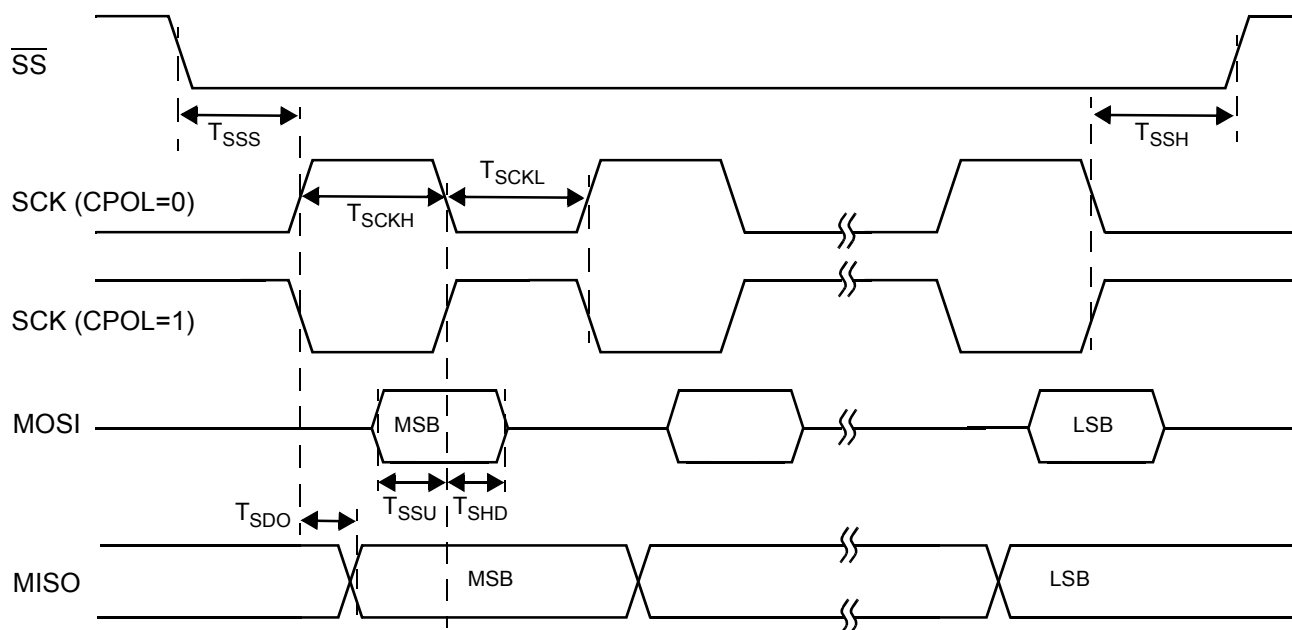 SS
TSSS
TSSH
SCK (CPOL=0)
TSCKH
TSCKL
SCK (CPOL=1)
MOSI
MSB
LSB
TSSU
TSHD
TSDO
MISO
MSB
LSB